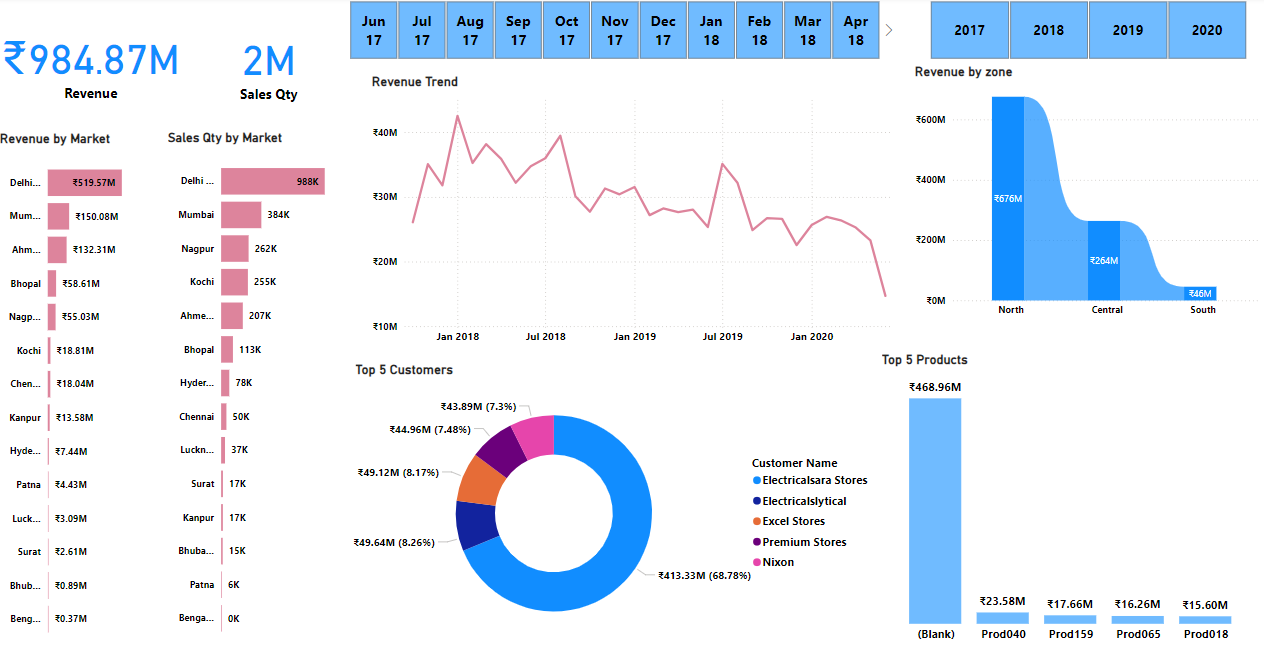 Jun 17
Jul 17
Aug 17
Sep 17
Oct 17
Nov 17
Dec 17
Jan 18
Feb 18
Mar 18
Apr 18
2017
2018
2019
2020
₹984.87M
Revenue
2M
Sales Qty
Revenue by Market
Delhi... ₹519.57M
Mum... ₹150.08M
Ahm... ₹132.31M
Bhopal ₹58.61M
Nagp... ₹55.03M
Kochi ₹18.81M
Chen... ₹18.04M
Kanpur ₹13.58M
Hyde... ₹7.44M
Patna ₹4.43M
Luck... ₹3.09M
Surat ₹2.61M
Bhub... ₹0.89M
Beng... ₹0.37M
Sales Qty by Market
Delhi ... 988K
Mumbai 384K
Nagpur 262K
Kochi 255K
Ahme... 207K
Bhopal 113K
Hyder... 78K
Chennai 50K
Luckn... 37K
Surat 17K
Kanpur 17K
Bhuba... 15K
Patna 6K
Benga... 0K
Revenue Trend
₹40M
₹30M
₹20M
₹10M
Jan 2018 Jul 2018 Jan 2019 Jul 2019 Jan 2020
Revenue by zone
₹600M
₹400M
₹200M
₹0M
₹676M
₹264M
₹46M
North Central South
Top 5 Customers
₹43.89M (7.3%)
₹44.96M (7.48%)
₹49.12M (8.17%)
₹49.64M (8.26%)
₹413.33M (68.78%)
Customer Name
Electricalsara Stores
Electricalslytical
Excel Stores
Premium Stores
Nixon
Top 5 Products
₹468.96M
₹23.58M
₹17.66M
₹16.26M
₹15.60M
(Blank) Prod040 Prod159 Prod065 Prod018